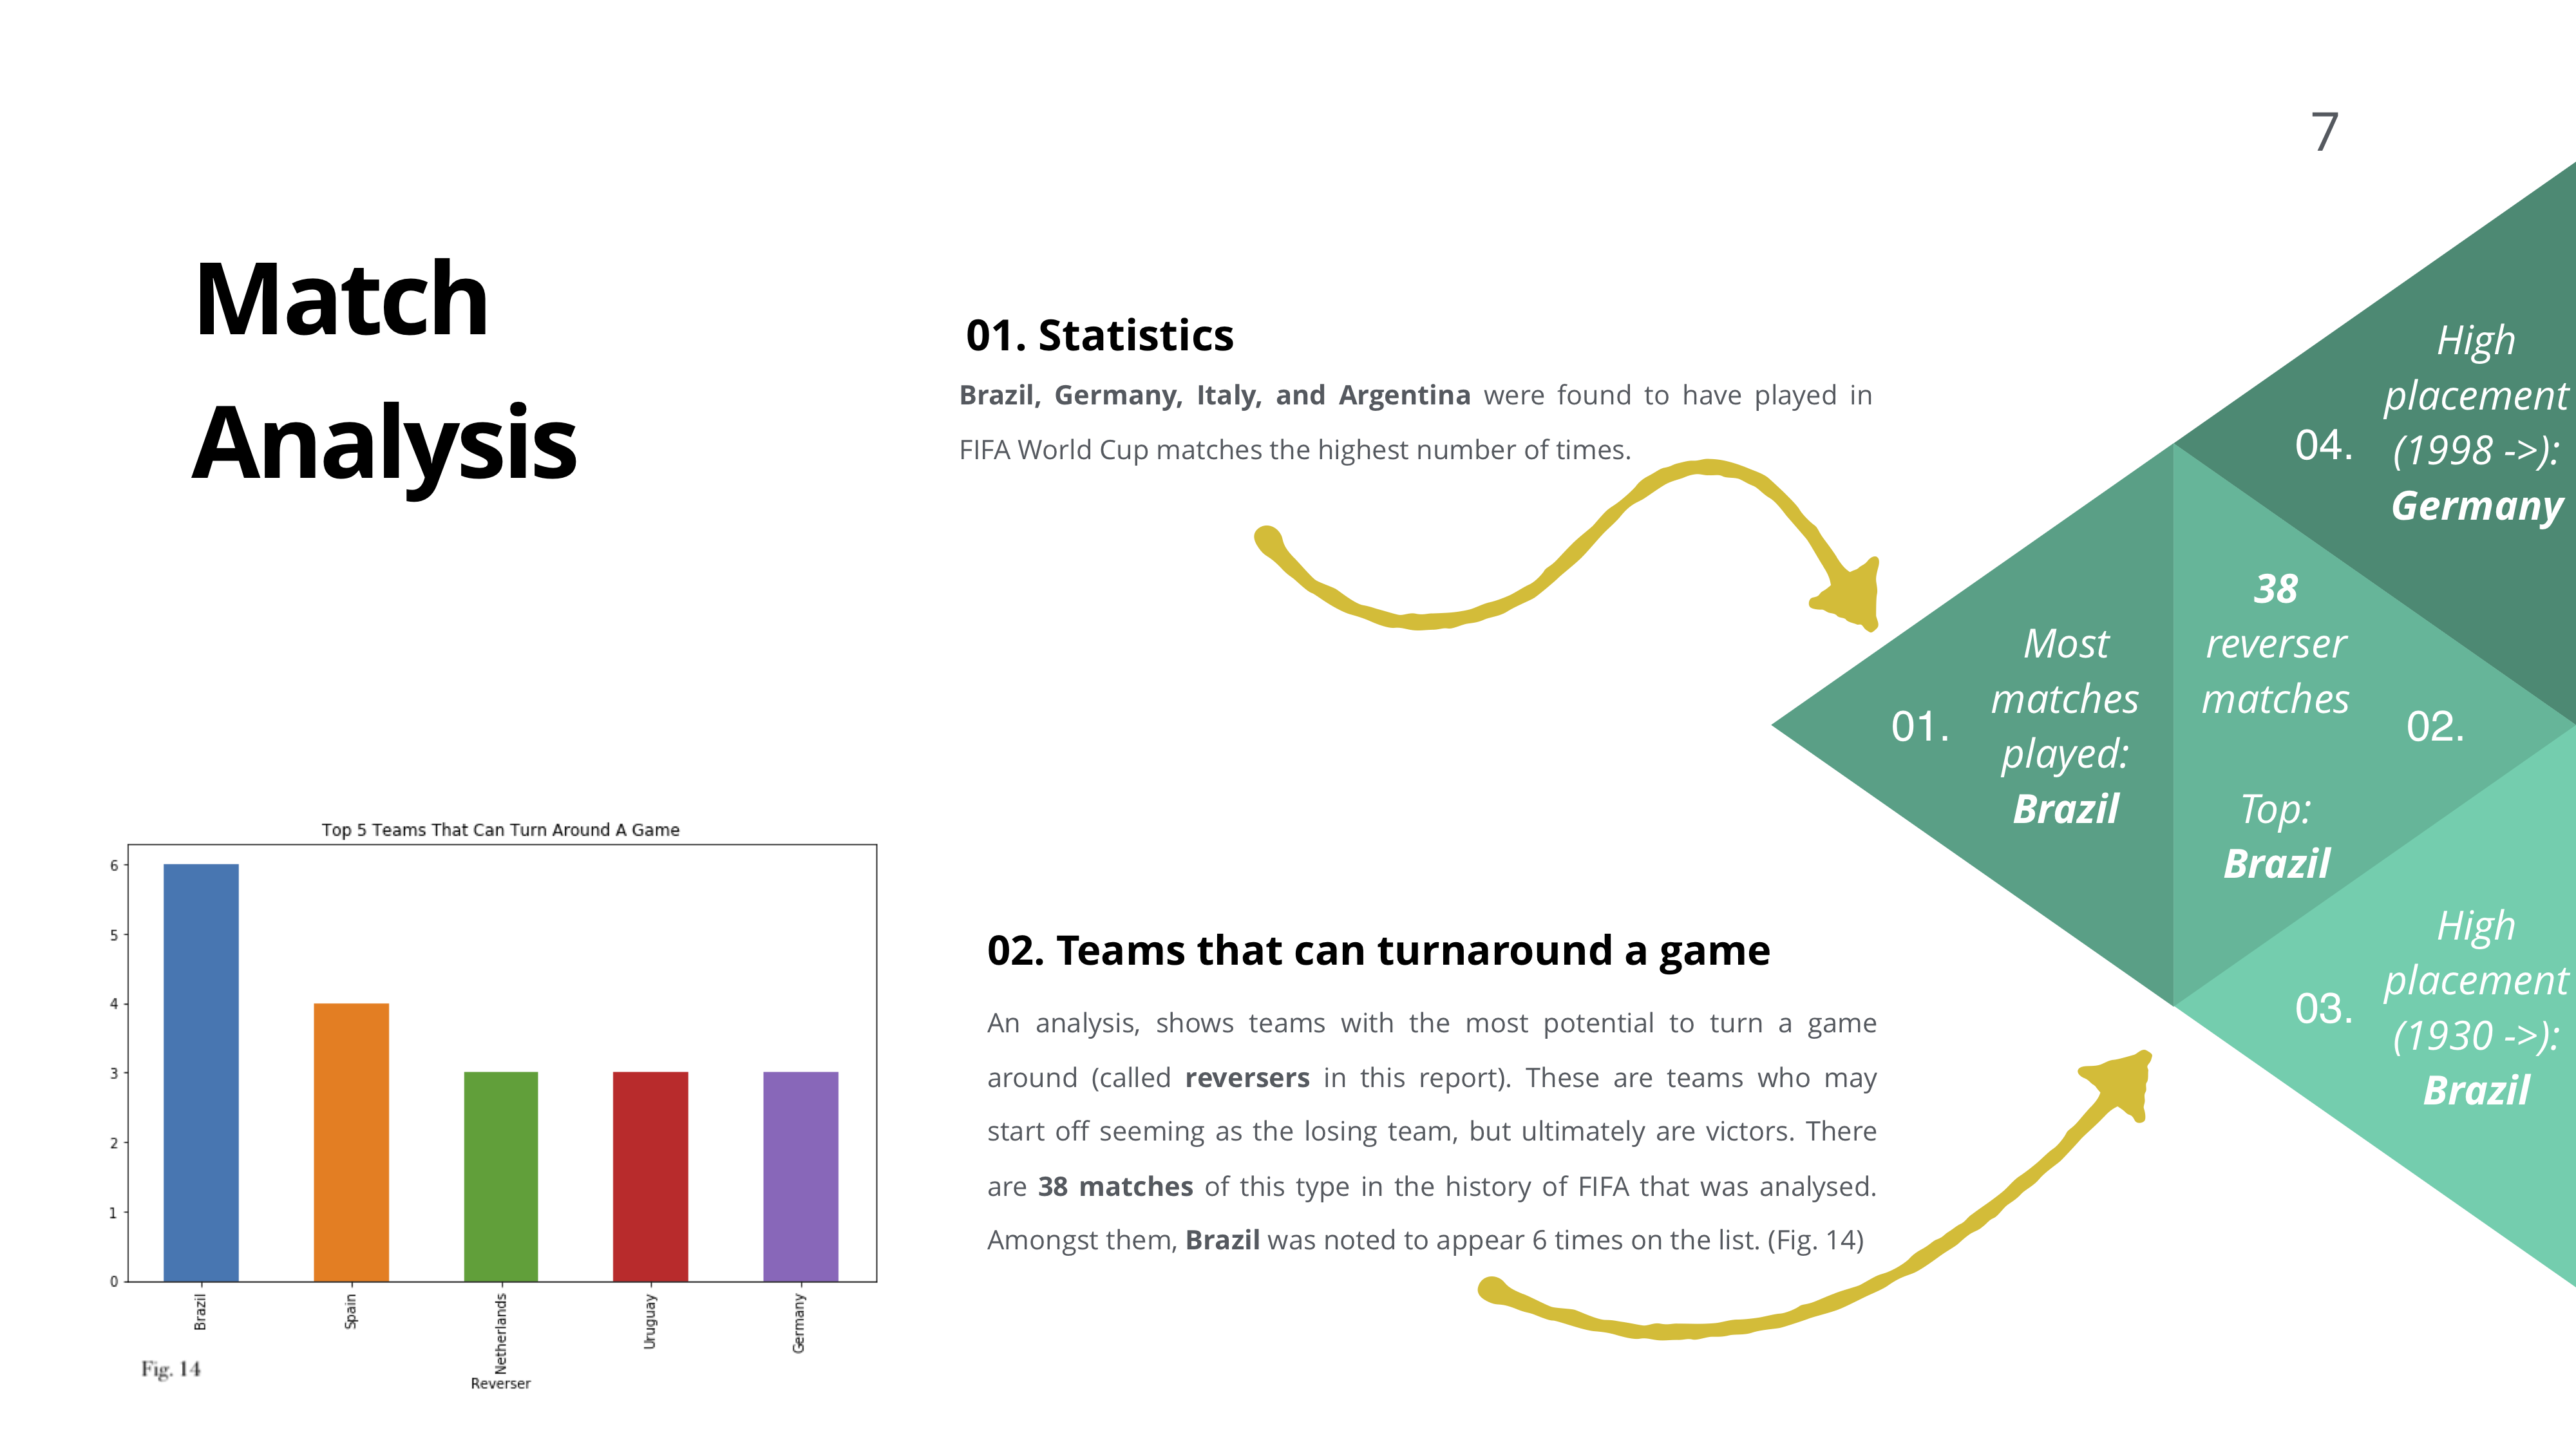 7
Match
Analysis
01. Statistics
Brazil, Germany, Italy, and Argentina were found to have played in
FIFA World Cup matches the highest number of times.
Top 5 Teams That Can Turn Around A Game
6
5
4
3
2
1
0
Brazil
Spain
Netherlands
Uruguay
Germany
Reverser
Fig. 14
02. Teams that can turnaround a game
An analysis, shows teams with the most potential to turn a game
around (called reversers in this report). These are teams who may
start off seeming as the losing team, but ultimately are victors. There
are 38 matches of this type in the history of FIFA that was analysed.
Amongst them, Brazil was noted to appear 6 times on the list. (Fig. 14)
01.
Most
matches
played:
Brazil
38
reverser
matches
Top:
Brazil
02.
03.
High
placement
(1930 ->):
Brazil
04.
High
placement
(1998 ->):
Germany